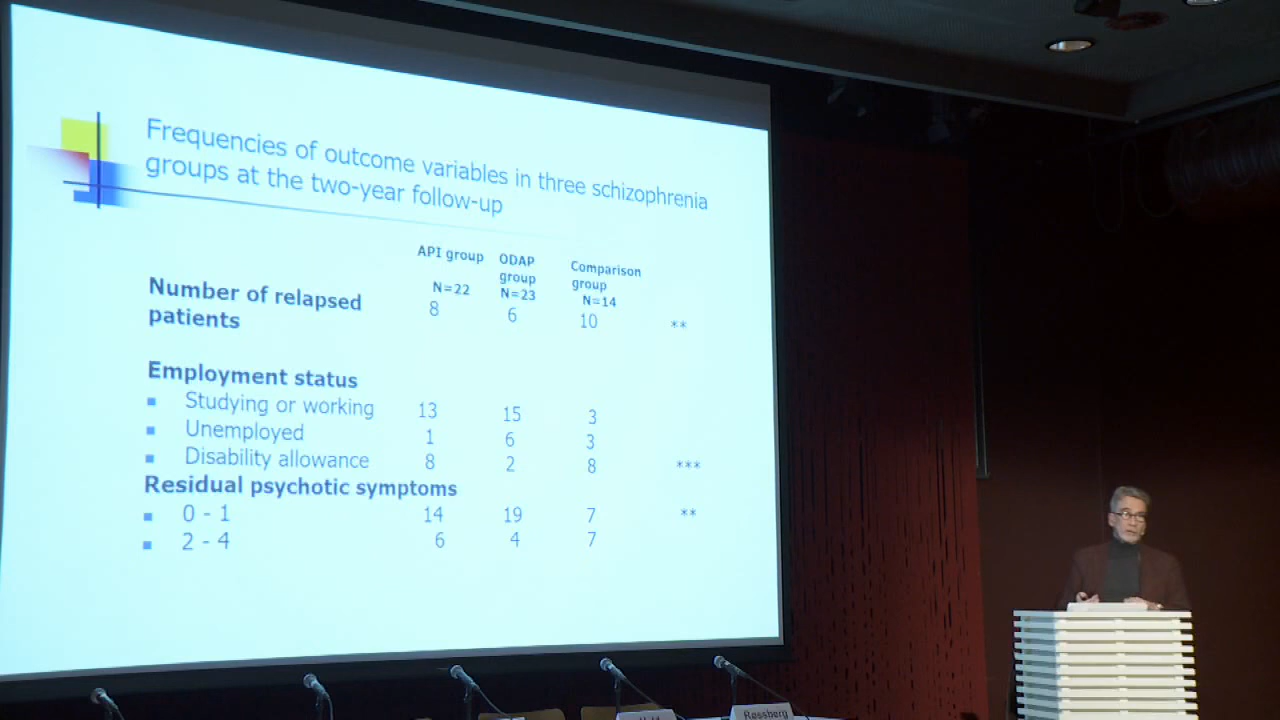 Frequencies of outcome variables in three schizophrenia
groups at the two-year follow-up
API group ODAP group Comparison group
N=22 N=23 N=14
Number of relapsed patients 8 6 10 **
Employment status
Studying or working 13 15 3
Unemployed 1 6 3
Disability allowance 8 2 8 ***
Residual psychotic symptoms
0 - 1 14 19 7 **
2 - 4 6 4 7
Røssberg